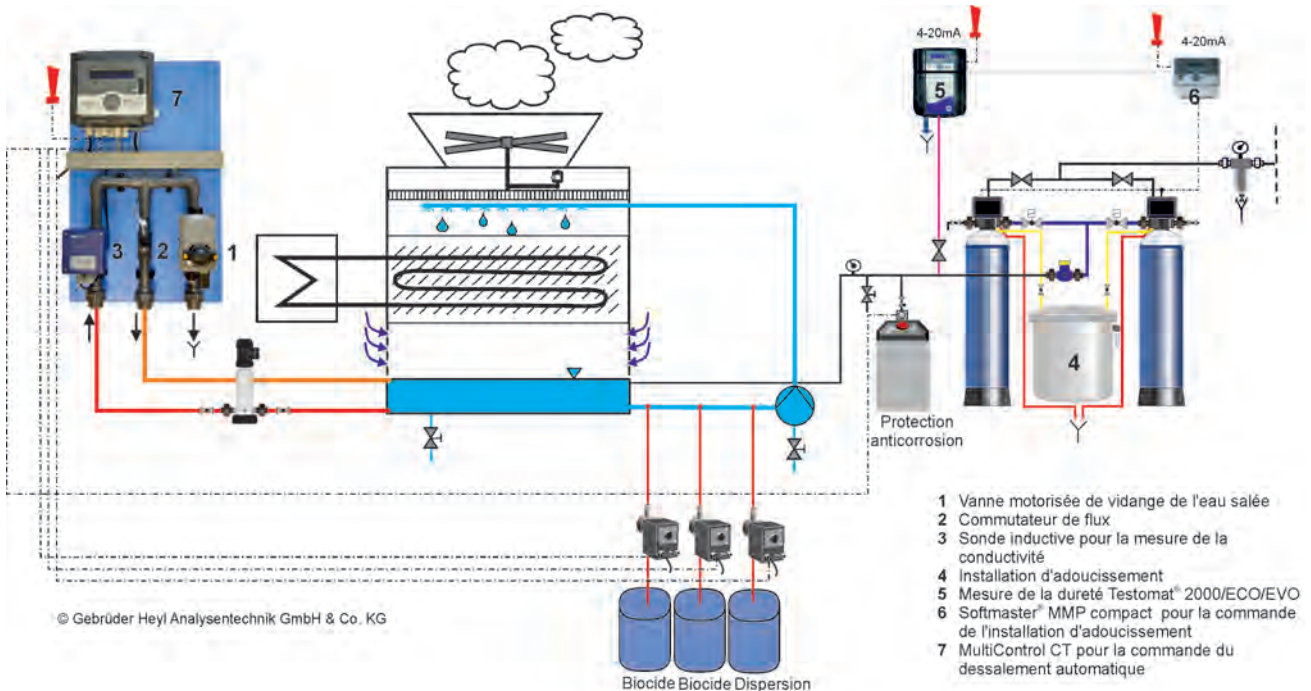 4-20mA
4-20mA
7
5
6
3
2
1
4
Protection
anticorrosion
1 Vanne motorisée de vidange de l'eau salée
2 Commutateur de flux
3 Sonde inductive pour la mesure de la
conductivité
4 Installation d'adoucissement
5 Mesure de la dureté Testomat® 2000/ECO/EVO
6 Softmaster® MMP compact pour la commande
de l'installation d'adoucissement
7 MultiControl CT pour la commande du
dessalement automatique
© Gebrüder Heyl Analysentechnik GmbH & Co. KG
Biocide Biocide Dispersion